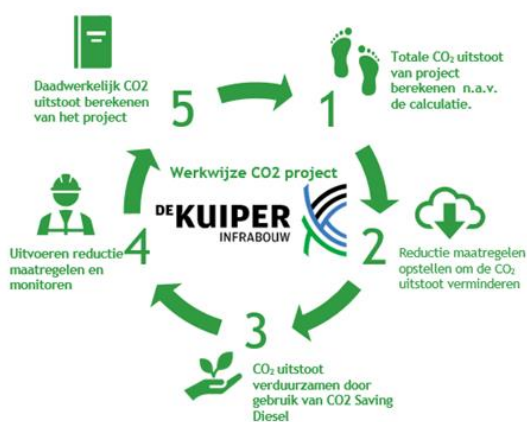 1
Totale CO₂ uitstoot
van project
berekenen n.a.v.
de calculatie.
2
Reductie maatregelen
opstellen om de CO₂
uitstoot verminderen
3
CO₂ uitstoot
verduurzamen door
gebruik van CO2 Saving
Diesel
4
Uitvoeren reductie
maatregelen en
monitoren
5
Daadwerkelijk CO2
uitstoot berekenen
van het project
Werkwijze CO2 project
DE KUIPER
INFRABOUW